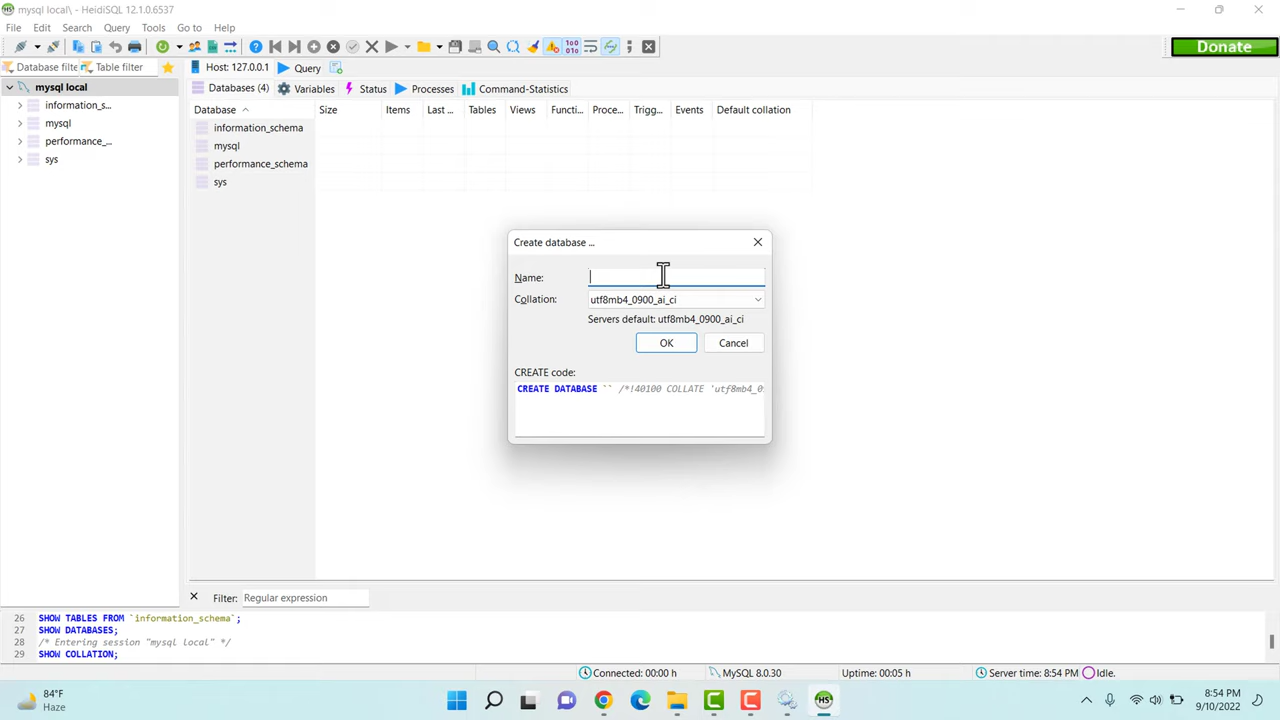 mysql local\ - HeidiSQL 12.1.0.6537
File Edit Search Query Tools Go to Help
Donate
Database filte Table filter Host: 127.0.0.1 Query
mysql local
information_s...
mysql
performance_...
sys
Databases (4) Variables Status Processes Command-Statistics
Database Size Items Last ... Tables Views Functi... Proce... Trigg... Events Default collation
information_schema
mysql
performance_schema
sys
Create database ...
Name:
Collation: utf8mb4_0900_ai_ci
Servers default: utf8mb4_0900_ai_ci
OK Cancel
CREATE code:
CREATE DATABASE `` /*!40100 COLLATE 'utf8mb4_0
Filter: Regular expression
26 SHOW TABLES FROM `information_schema`;
27 SHOW DATABASES;
28 /* Entering session "mysql local" */
29 SHOW COLLATION;
Connected: 00:00 h MySQL 8.0.30 Uptime: 00:05 h Server time: 8:54 PM Idle.
84°F
Haze
8:54 PM
9/10/2022